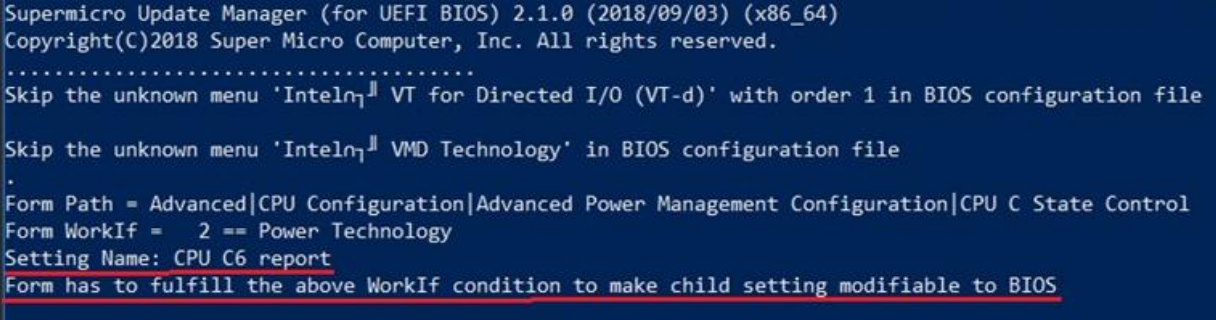 Supermicro Update Manager (for UEFI BIOS) 2.1.0 (2018/09/03) (x86_64)
Copyright(C)2018 Super Micro Computer, Inc. All rights reserved.
.......................................
Skip the unknown menu 'Inteln┐╜ VT for Directed I/O (VT-d)' with order 1 in BIOS configuration file
Skip the unknown menu 'Inteln┐╜ VMD Technology' in BIOS configuration file
.
Form Path = Advanced|CPU Configuration|Advanced Power Management Configuration|CPU C State Control
Form WorkIf =   2 == Power Technology
Setting Name: CPU C6 report
Form has to fulfill the above WorkIf condition to make child setting modifiable to BIOS